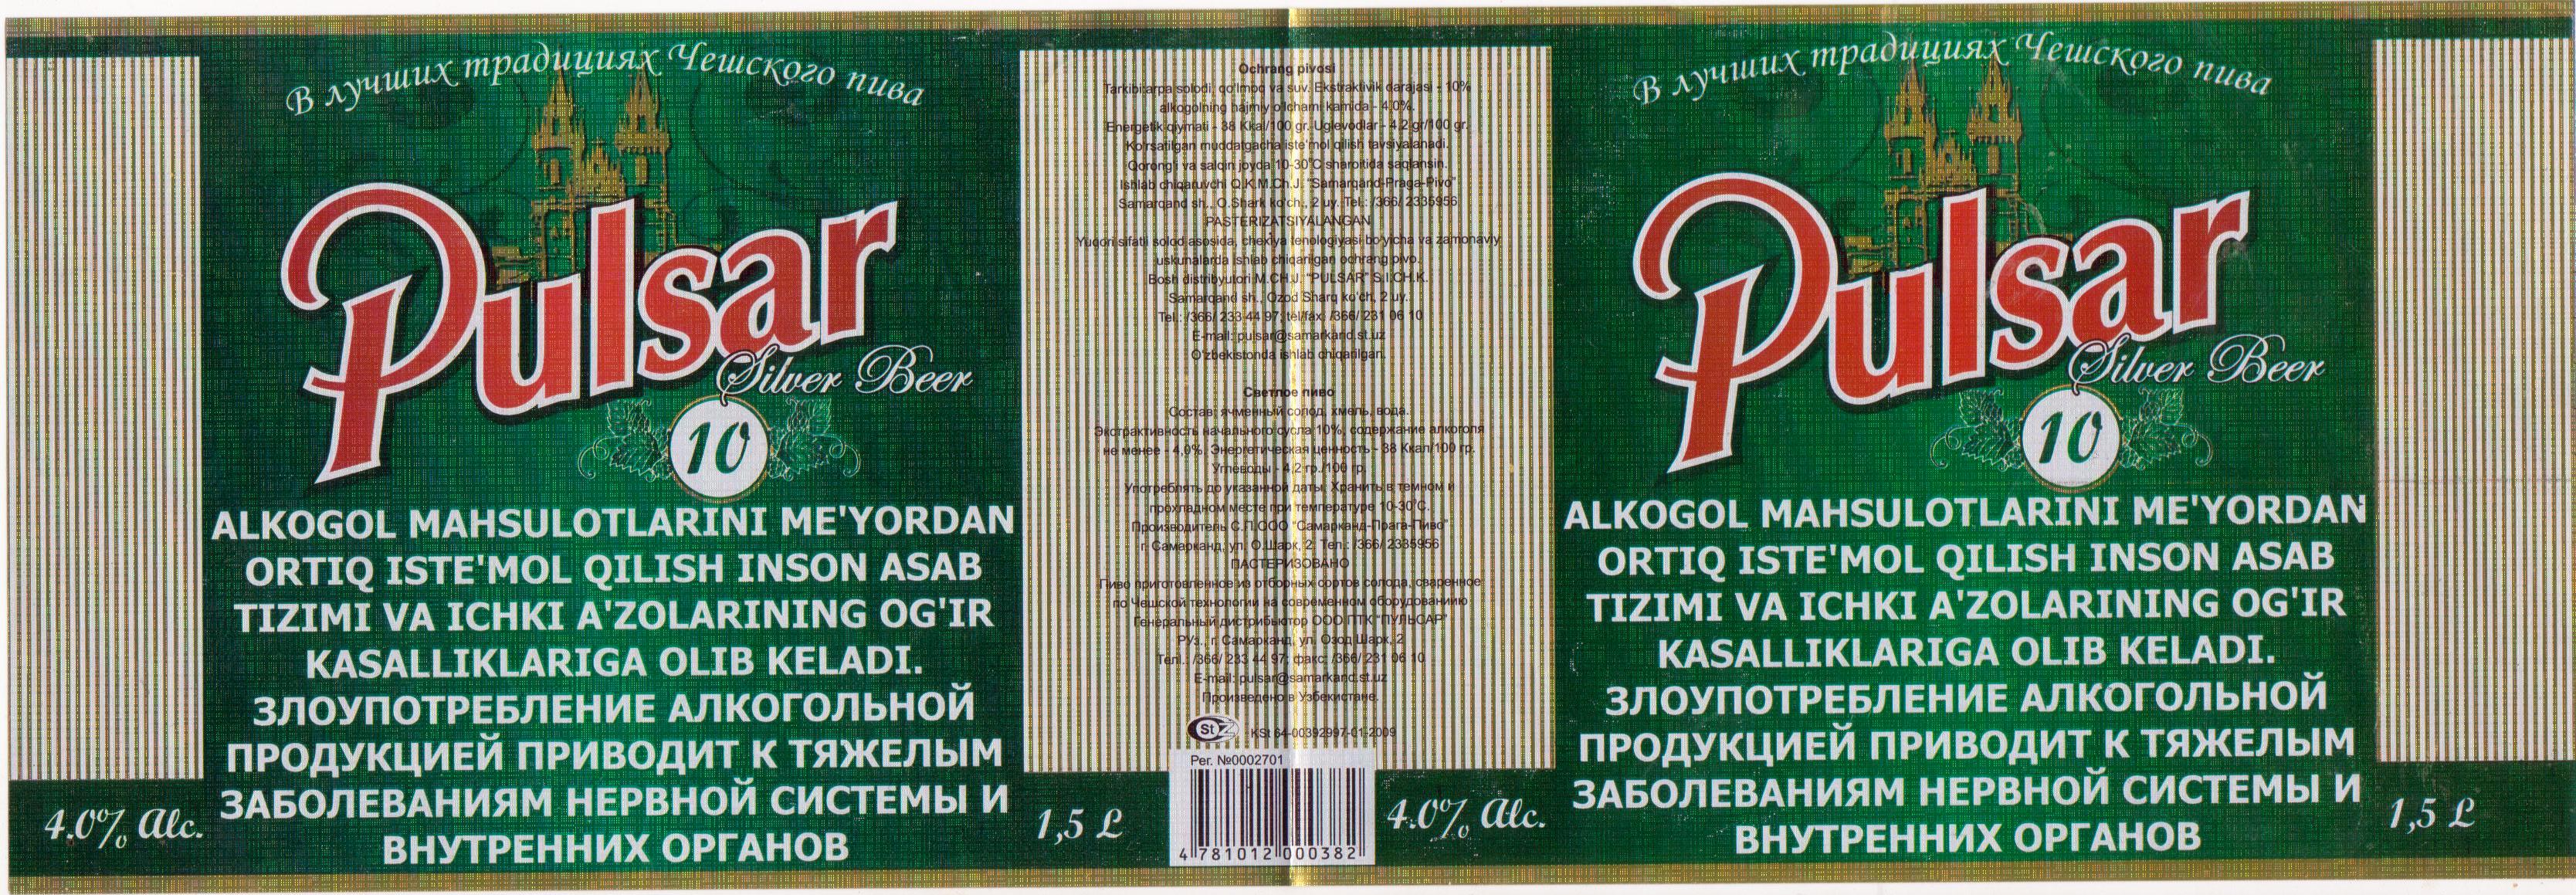 В лучших традициях Чешского пива
Pulsar
Silver Beer
10
ALKOGOL MAHSULOTLARINI ME'YORDAN
ORTIQ ISTE'MOL QILISH INSON ASAB
TIZIMI VA ICHKI A'ZOLARINING OG'IR
KASALLIKLARIGA OLIB KELADI.
ЗЛОУПОТРЕБЛЕНИЕ АЛКОГОЛЬНОЙ
ПРОДУКЦИЕЙ ПРИВОДИТ К ТЯЖЕЛЫМ
ЗАБОЛЕВАНИЯМ НЕРВНОЙ СИСТЕМЫ И
ВНУТРЕННИХ ОРГАНОВ
4.0% Alc.
1,5 L
Ochrang pivosi
Tarkibi:arpa solodi, qo'lmoq va suv. Ekstraktivik darajasi - 10%
alkogolning hajmiy o'lchami kamida - 4,0%.
Energetik qiymati - 38 Kkal/100 gr. Uglevodlar - 4,2 gr/100 gr.
Ko'rsatilgan muddatgacha iste'mol qilish tavsiyalanadi.
Qorong'i va salqin joyda 10-30°C sharoitida saqlansin.
Ishlab chiqaruvchi Q.K.M.Ch.J. "Samarqand-Praga-Pivo"
Samarqand sh., O.Shark ko'ch., 2 uy. Tel.: /366/ 2335956
PASTERIZATSIYALANGAN
Yuqori sifatli solod asosida, chexiya tenologiyasi bo'yicha va zamonaviy
uskunalarda ishlab chiqarilgan ochrang pivo.
Bosh distribyutori M.CH.J. "PULSAR" S.I.CH.K.
Samarqand sh., Ozod Sharq ko'ch, 2 uy.
Tel.: /366/ 233 44 97; tel/fax: /366/ 231 06 10
E-mail: pulsar@samarkand.st.uz
O'zbekistonda ishlab chiqarilgan.
Светлое пиво
Состав: ячменный солод, хмель, вода.
Экстрактивность начального сусла 10%, содержание алкоголя
не менее - 4,0%. Энергетическая ценность - 38 Ккал/100 гр.
Углеводы - 4,2 гр./100 гр.
Употреблять до указанной даты. Хранить в темном и
прохладном месте при температуре 10-30°C.
Производитель С.П.ООО "Самарканд-Прага-Пиво"
г. Самарканд, ул. О.Шарк, 2. Тел.: /366/ 2335956
ПАСТЕРИЗОВАНО
Пиво приготовленное из отборных сортов солода, сваренное
по Чешской технологии на современном оборудованиию
Генеральный дистрибьютор ООО ПТК "ПУЛЬСАР"
РУз., г. Самарканд, ул. Озод Шарк, 2
Тел.: /366/ 233 44 97; факс: /366/ 231 06 10
E-mail: pulsar@samarkand.st.uz
Произведено в Узбекистане.
St Z KSt 64-00392997-01-2009
Рег. №0002701
4 781012 000382
4.0% Alc.
В лучших традициях Чешского пива
Pulsar
Silver Beer
10
ALKOGOL MAHSULOTLARINI ME'YORDAN
ORTIQ ISTE'MOL QILISH INSON ASAB
TIZIMI VA ICHKI A'ZOLARINING OG'IR
KASALLIKLARIGA OLIB KELADI.
ЗЛОУПОТРЕБЛЕНИЕ АЛКОГОЛЬНОЙ
ПРОДУКЦИЕЙ ПРИВОДИТ К ТЯЖЕЛЫМ
ЗАБОЛЕВАНИЯМ НЕРВНОЙ СИСТЕМЫ И
ВНУТРЕННИХ ОРГАНОВ
1,5 L